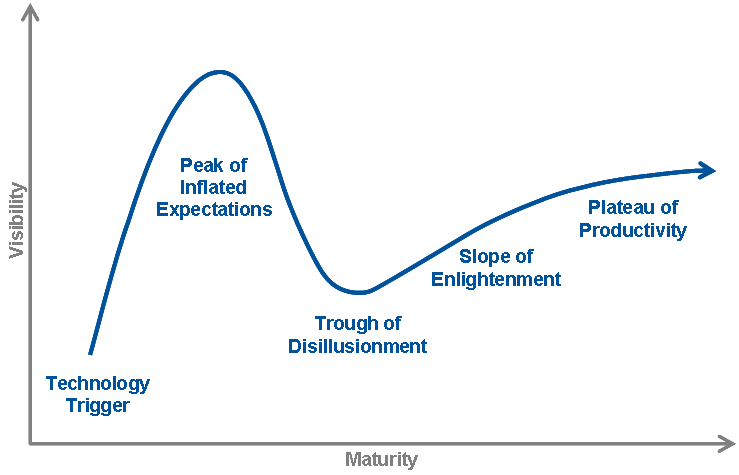 Visibility
Peak of
Inflated
Expectations
Plateau of
Productivity
Slope of
Enlightenment
Trough of
Disillusionment
Technology
Trigger
Maturity